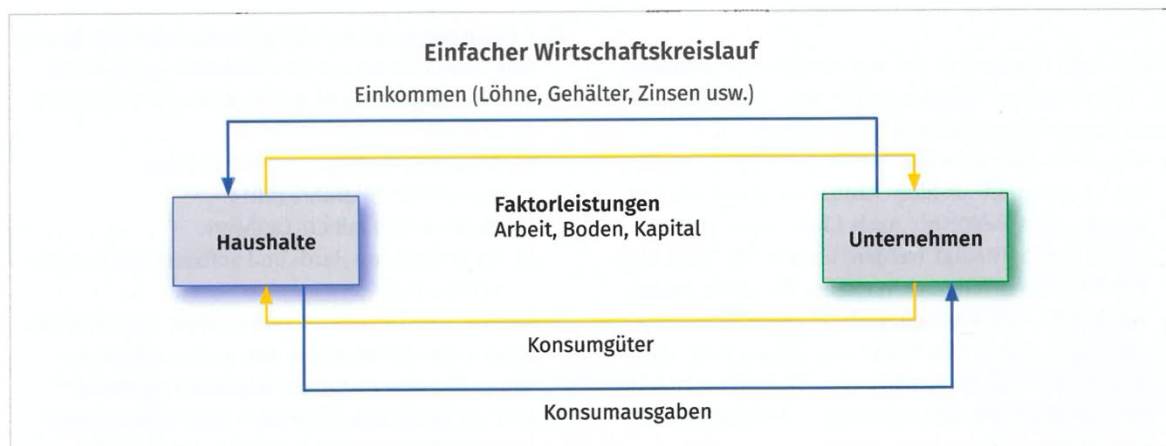 Einfacher Wirtschaftskreislauf
Einkommen (Löhne, Gehälter, Zinsen usw.)
Faktorleistungen
Arbeit, Boden, Kapital
Haushalte
Unternehmen
Konsumgüter
Konsumausgaben